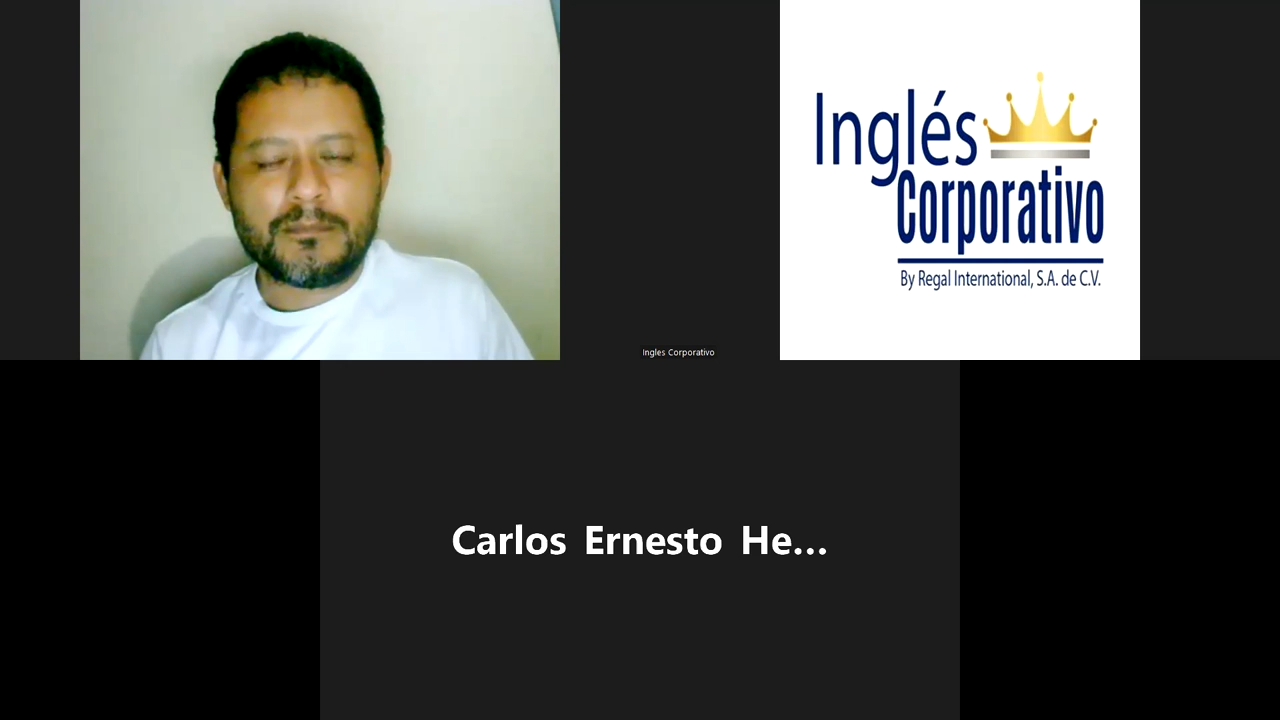 Inglés
Corporativo
By Regal International, S.A. de C.V.
Ingles Corporativo
Carlos Ernesto He...